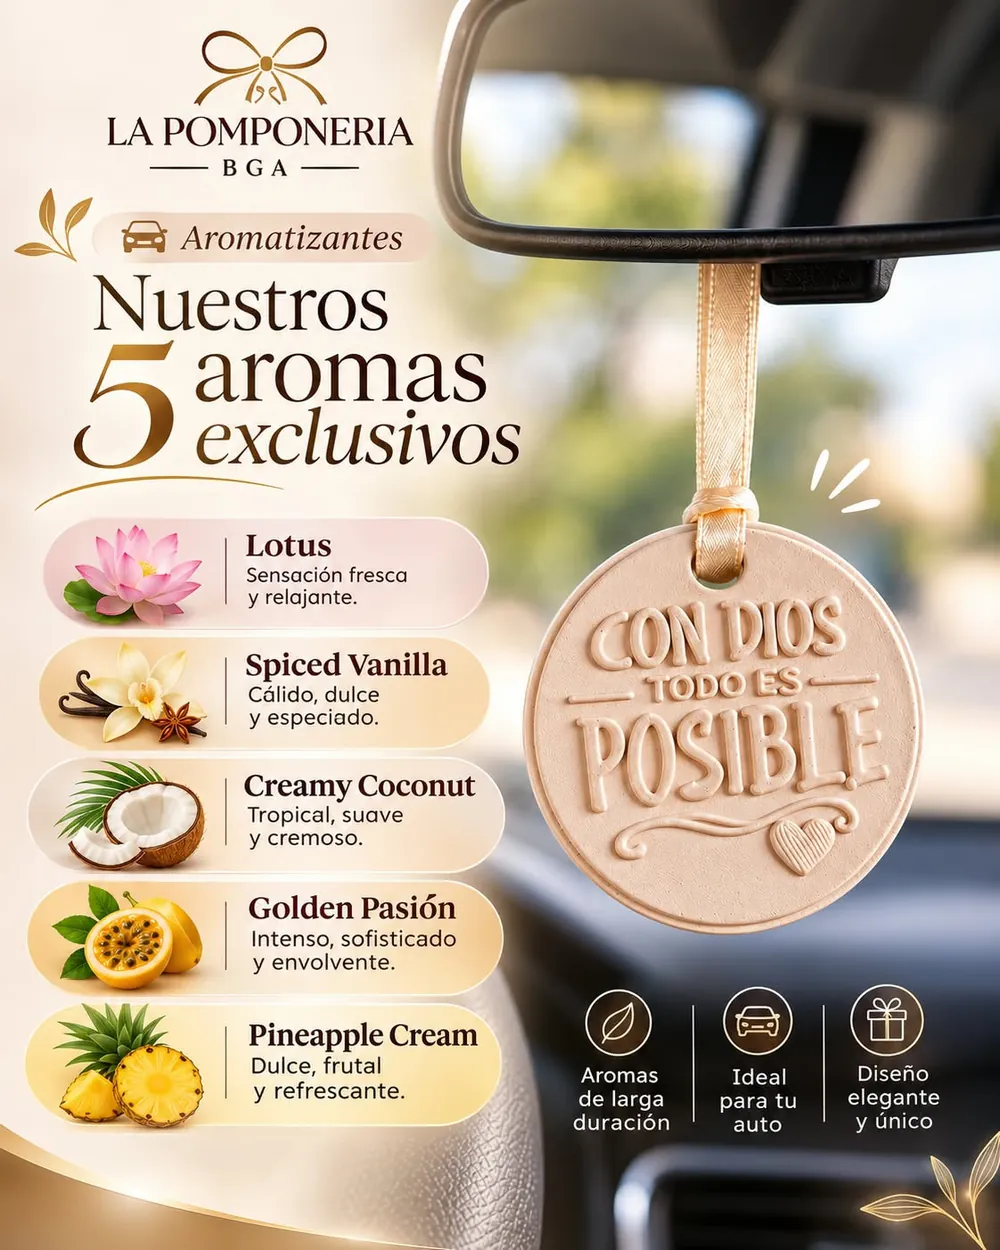 LA POMPONERIA
BGA
Aromatizantes
Nuestros
5 aromas
exclusivos
Lotus
Sensación fresca
y relajante.
Spiced Vanilla
Cálido, dulce
y especiado.
Creamy Coconut
Tropical, suave
y cremoso.
Golden Pasión
Intenso, sofisticado
y envolvente.
Pineapple Cream
Dulce, frutal
y refrescante.
CON DIOS
TODO ES
POSIBLE
Aromas
de larga
duración
Ideal
para tu
auto
Diseño
elegante
y único